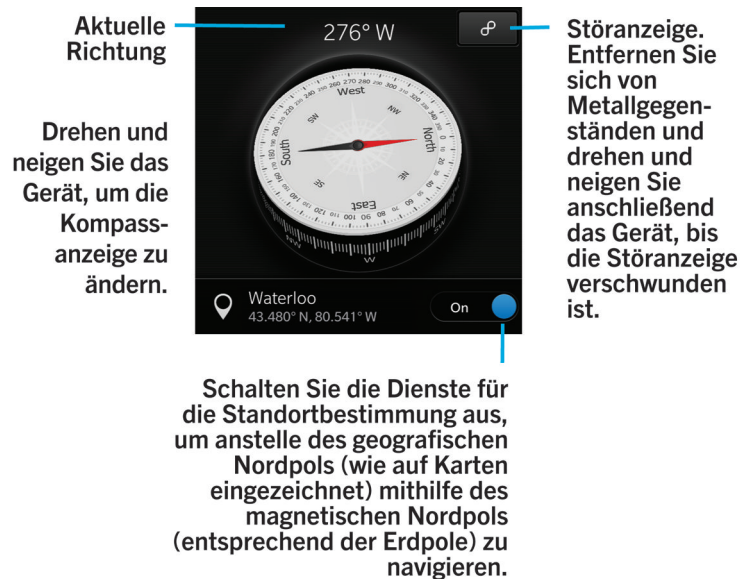 Aktuelle
Richtung
276° W
Störanzeige.
Entfernen Sie
sich von
Metallgegen-
ständen und
drehen und
neigen Sie
anschließend
das Gerät, bis
die Störanzeige
verschwunden
ist.
Drehen und
neigen Sie das
Gerät, um die
Kompass-
anzeige zu
ändern.
West
NW
North
NE
East
SE
South
SW
W
Waterloo
43.480° N, 80.541° W
On
Schalten Sie die Dienste für
die Standortbestimmung aus,
um anstelle des geografischen
Nordpols (wie auf Karten
eingezeichnet) mithilfe des
magnetischen Nordpols
(entsprechend der Erdpole) zu
navigieren.